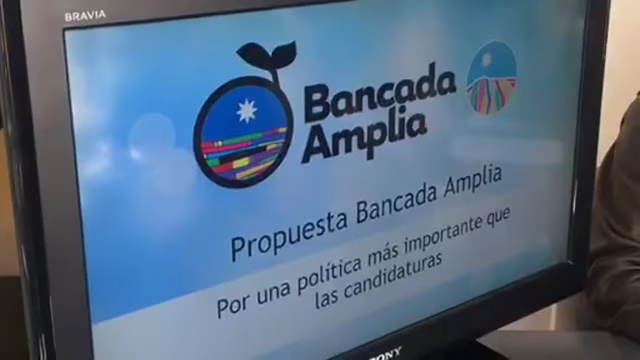 BRAVIA
Bancada
Amplia
Propuesta Bancada Amplia
Por una política más importante que
las candidaturas
SONY